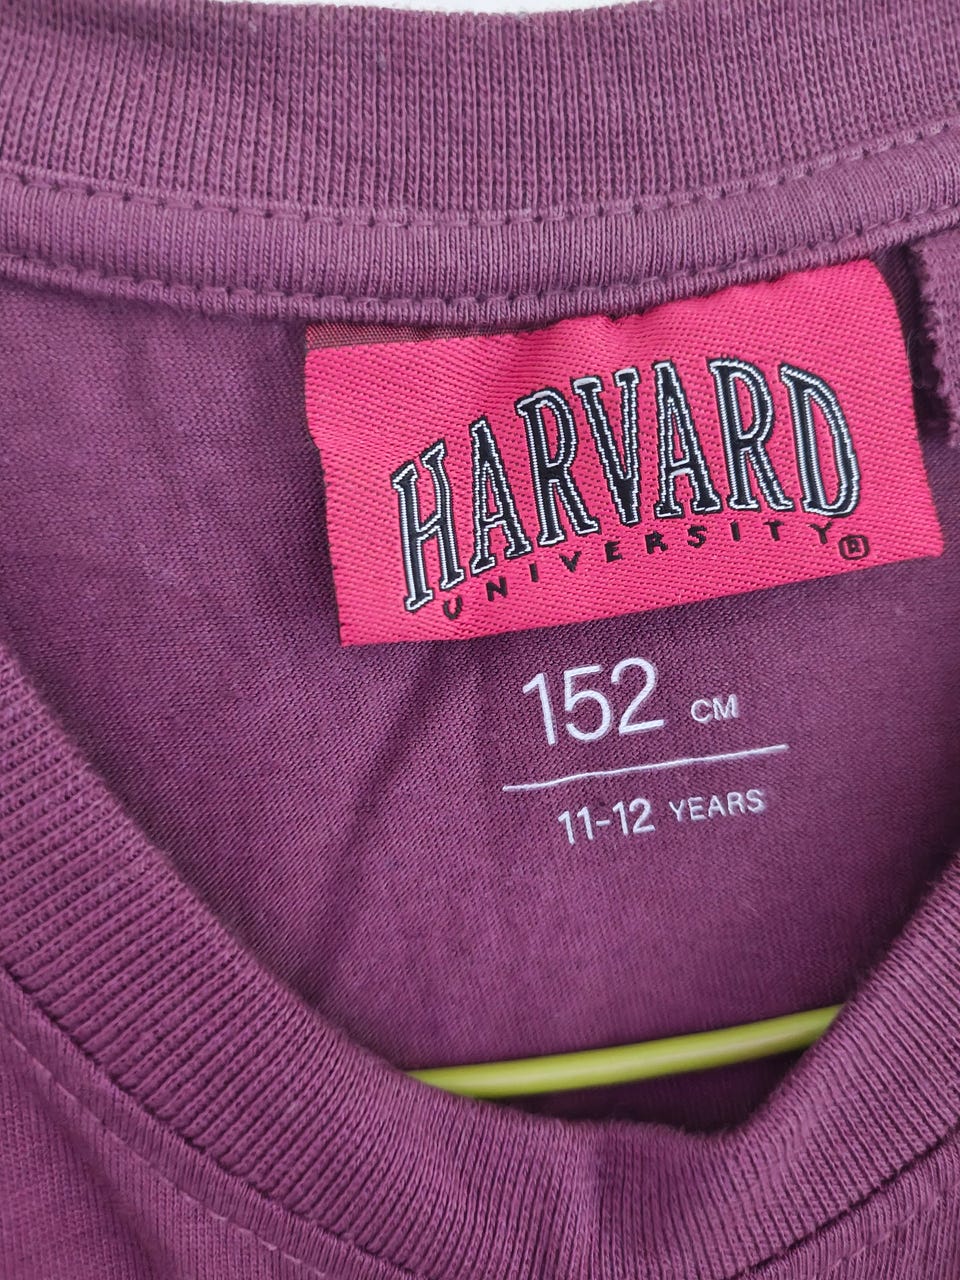 HARVARD
UNIVERSITY®
152 CM
11-12 YEARS